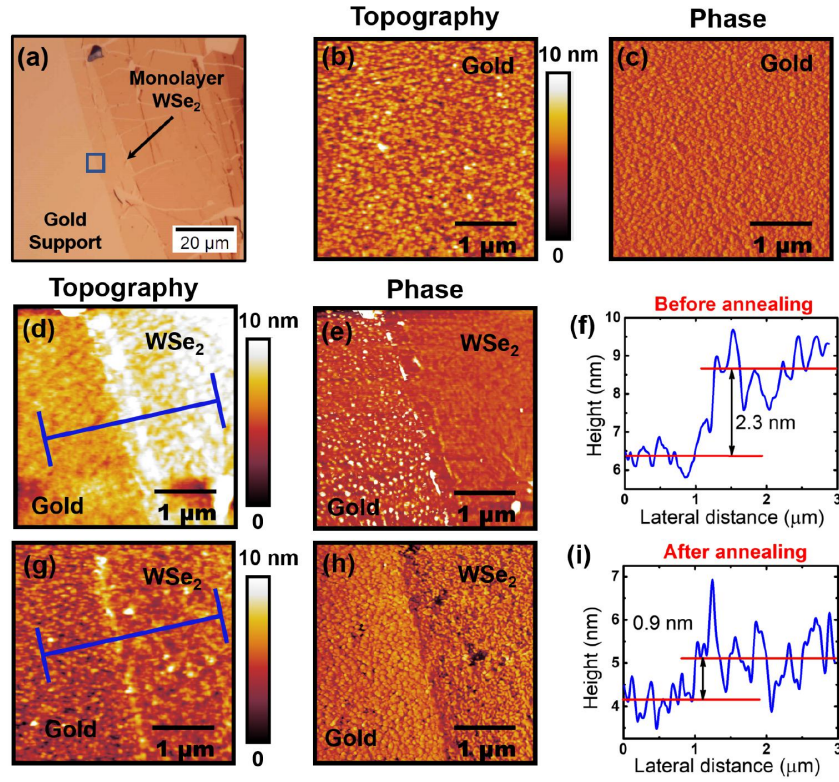 Topography Phase
(a) Monolayer WSe₂
Gold Support
20 μm
(b) Gold
1 μm
10 nm
0
(c) Gold
1 μm
Topography Phase
(d) WSe₂
Gold
1 μm
10 nm
0
(e) WSe₂
Gold
1 μm
(f) Before annealing
Height (nm)
10
9
8
7
6
5
2.3 nm
0 1 2 3
Lateral distance (μm)
(g) WSe₂
Gold
1 μm
10 nm
0
(h) WSe₂
Gold
1 μm
(i) After annealing
Height (nm)
7
6
5
4
0.9 nm
0 1 2 3
Lateral distance (μm)